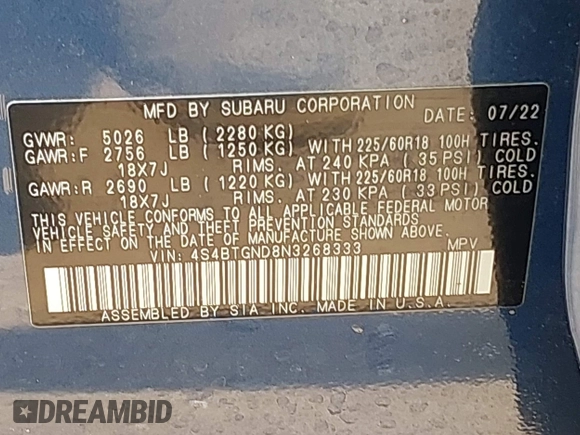 MFD BY SUBARU CORPORATION DATE: 07/22
GVWR: 5026 LB (2280 KG)
GAWR:F 2756 LB (1250 KG) WITH 225/60R18 100H TIRES.
18X7J RIMS. AT 240 KPA (35 PSI) COLD
GAWR:R 2690 LB (1220 KG) WITH 225/60R18 100H TIRES.
18X7J RIMS. AT 230 KPA (33 PSI) COLD
THIS VEHICLE CONFORMS TO ALL APPLICABLE FEDERAL MOTOR
VEHICLE SAFETY AND THEFT PREVENTION STANDARDS
IN EFFECT ON THE DATE OF MANUFACTURE SHOWN ABOVE.
VIN: 4S4BTGND8N3268333 MPV
ASSEMBLED BY SIA INC. MADE IN U.S.A.
DREAMBID